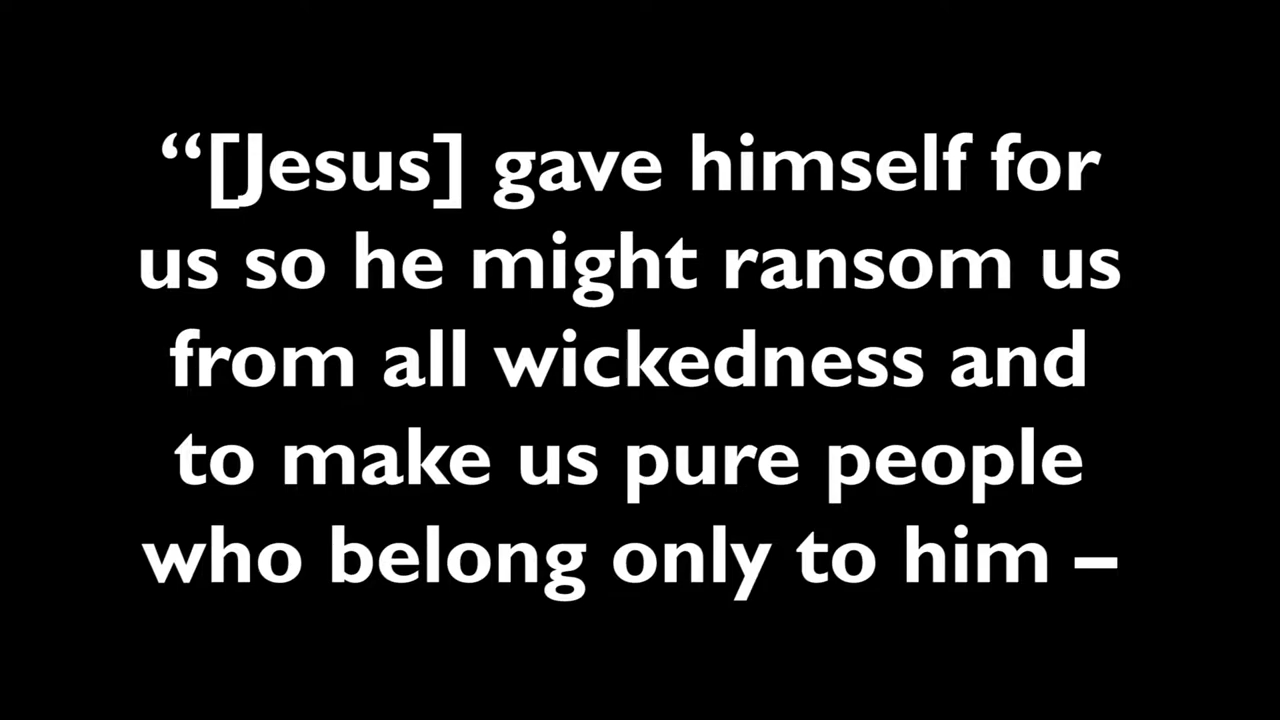 “[Jesus] gave himself for
us so he might ransom us
from all wickedness and
to make us pure people
who belong only to him –